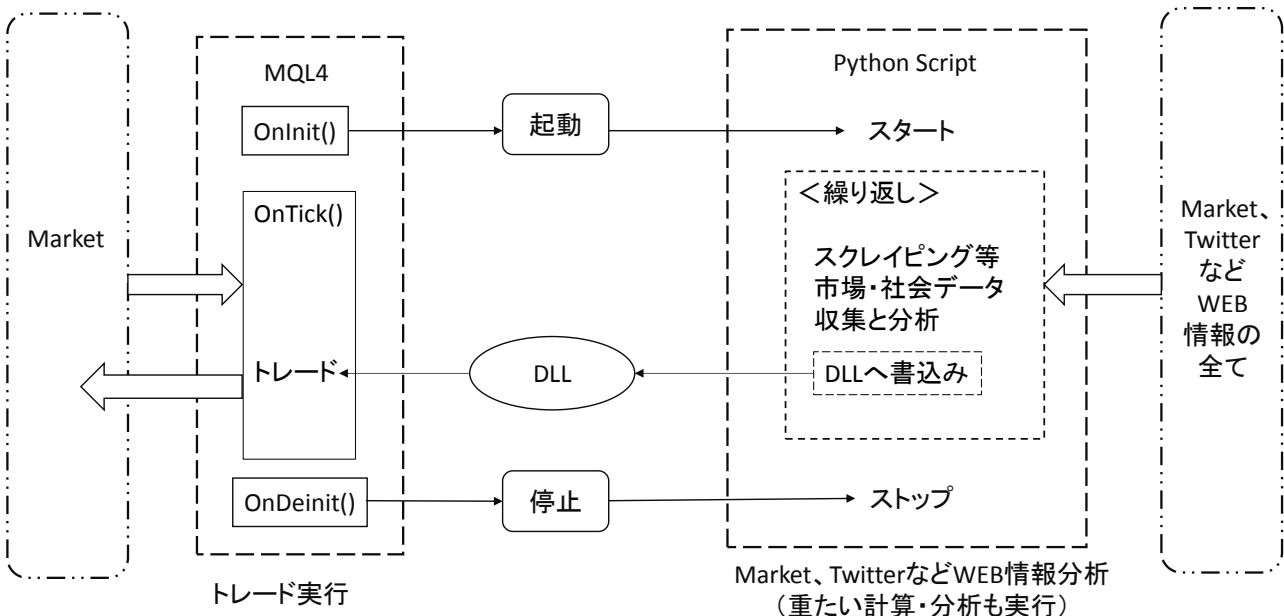 Market
MQL4
OnInit()
OnTick()
トレード
OnDeinit()
トレード実行
起動
DLL
停止
Python Script
スタート
＜繰り返し＞
スクレイピング等
市場・社会データ
収集と分析
DLLへ書込み
ストップ
Market、TwitterなどWEB情報分析
（重たい計算・分析も実行）
Market、
Twitter
など
WEB
情報の
全て